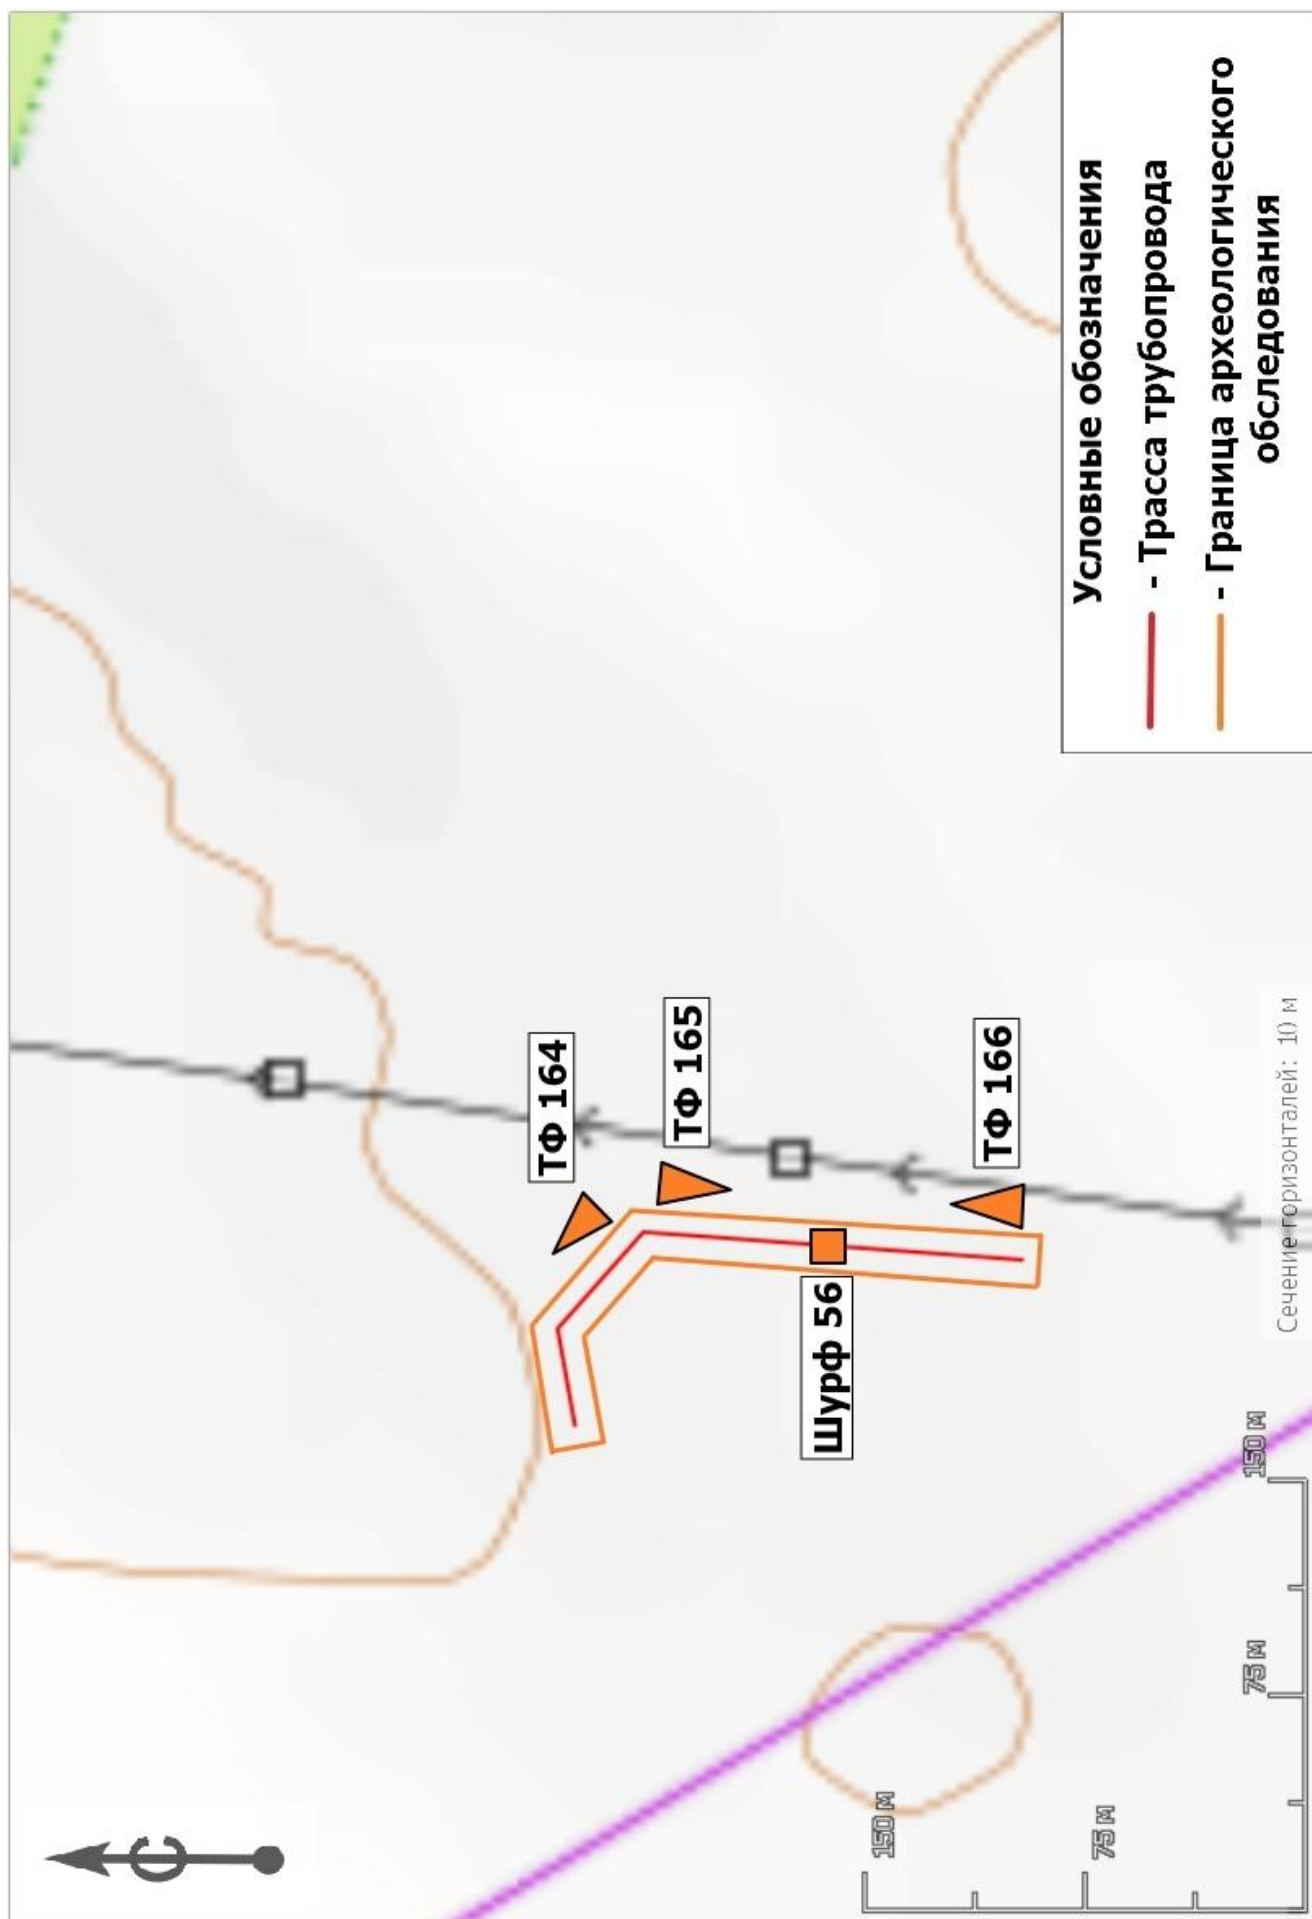 С
ТФ 164
ТФ 165
Шурф 56
ТФ 166
150 м
75 м
75 м
150 м
Сечение горизонталей: 10 м
Условные обозначения
- Трасса трубопровода
- Граница археологического
обследования